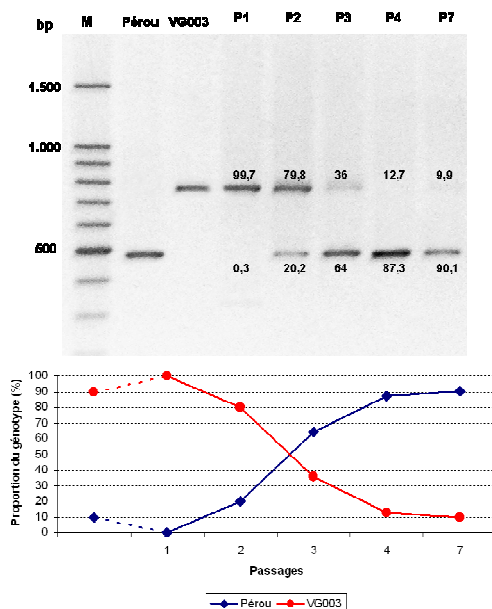 bp M Pérou VG003 P1 P2 P3 P4 P7
1.500
1.000
99,7 79,8 36 12,7 9,9
500
0,3 20,2 64 87,3 90,1
Proportion du génotype (%)
100
90
80
70
60
50
40
30
20
10
0
1 2 3 4 7
Passages
Pérou VG003